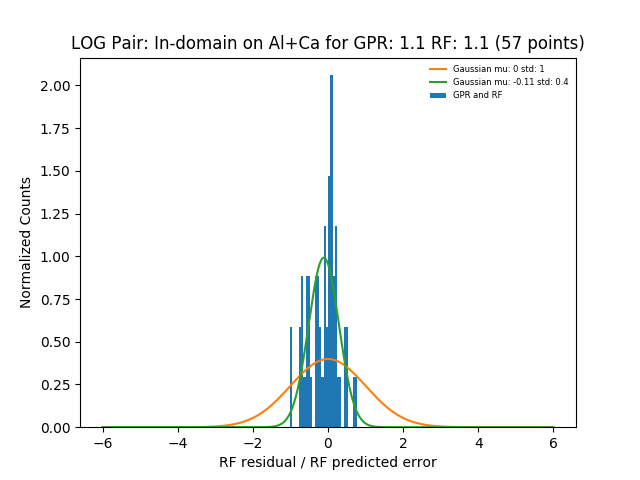 LOG Pair: In-domain on Al+Ca for GPR: 1.1 RF: 1.1 (57 points)
Gaussian mu: 0 std: 1
Gaussian mu: -0.11 std: 0.4
GPR and RF
Normalized Counts
2.00
1.75
1.50
1.25
1.00
0.75
0.50
0.25
0.00
−6 −4 −2 0 2 4 6
RF residual / RF predicted error